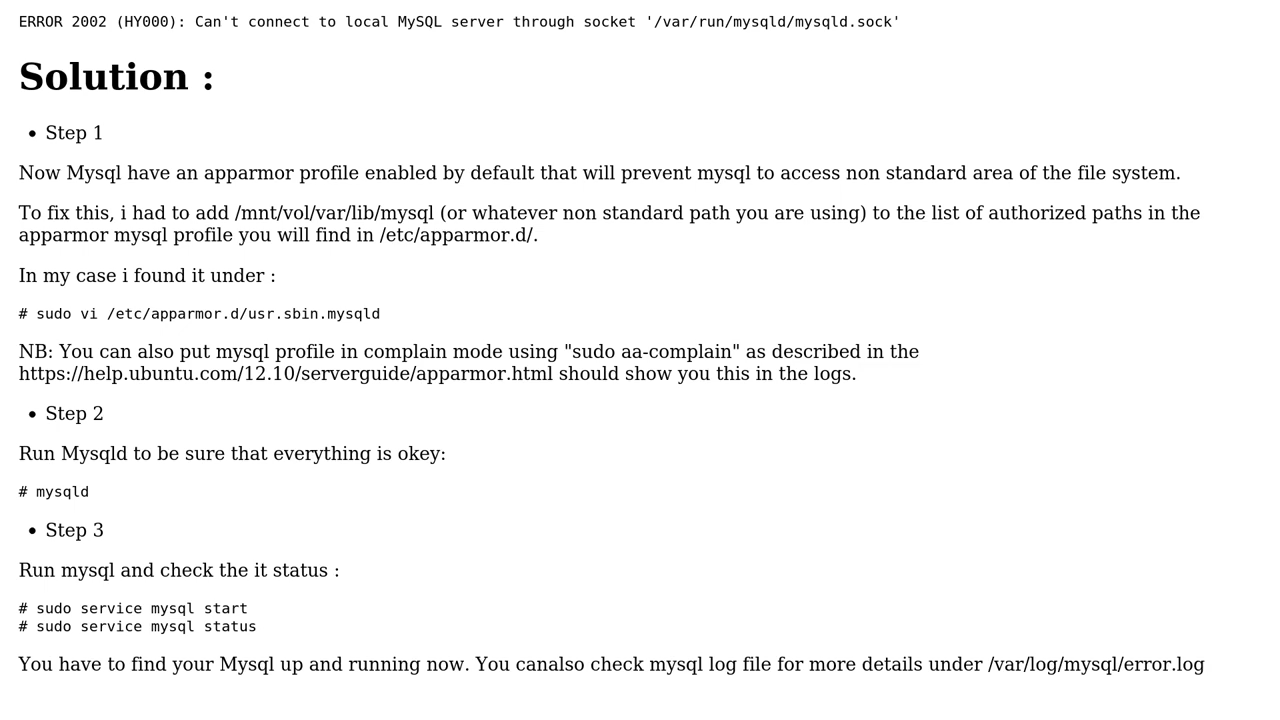 ERROR 2002 (HY000): Can't connect to local MySQL server through socket '/var/run/mysqld/mysqld.sock'
Solution :
• Step 1
Now Mysql have an apparmor profile enabled by default that will prevent mysql to access non standard area of the file system.
To fix this, i had to add /mnt/vol/var/lib/mysql (or whatever non standard path you are using) to the list of authorized paths in the
apparmor mysql profile you will find in /etc/apparmor.d/.
In my case i found it under :
# sudo vi /etc/apparmor.d/usr.sbin.mysqld
NB: You can also put mysql profile in complain mode using "sudo aa-complain" as described in the
https://help.ubuntu.com/12.10/serverguide/apparmor.html should show you this in the logs.
• Step 2
Run Mysqld to be sure that everything is okey:
# mysqld
• Step 3
Run mysql and check the it status :
# sudo service mysql start
# sudo service mysql status
You have to find your Mysql up and running now. You canalso check mysql log file for more details under /var/log/mysql/error.log